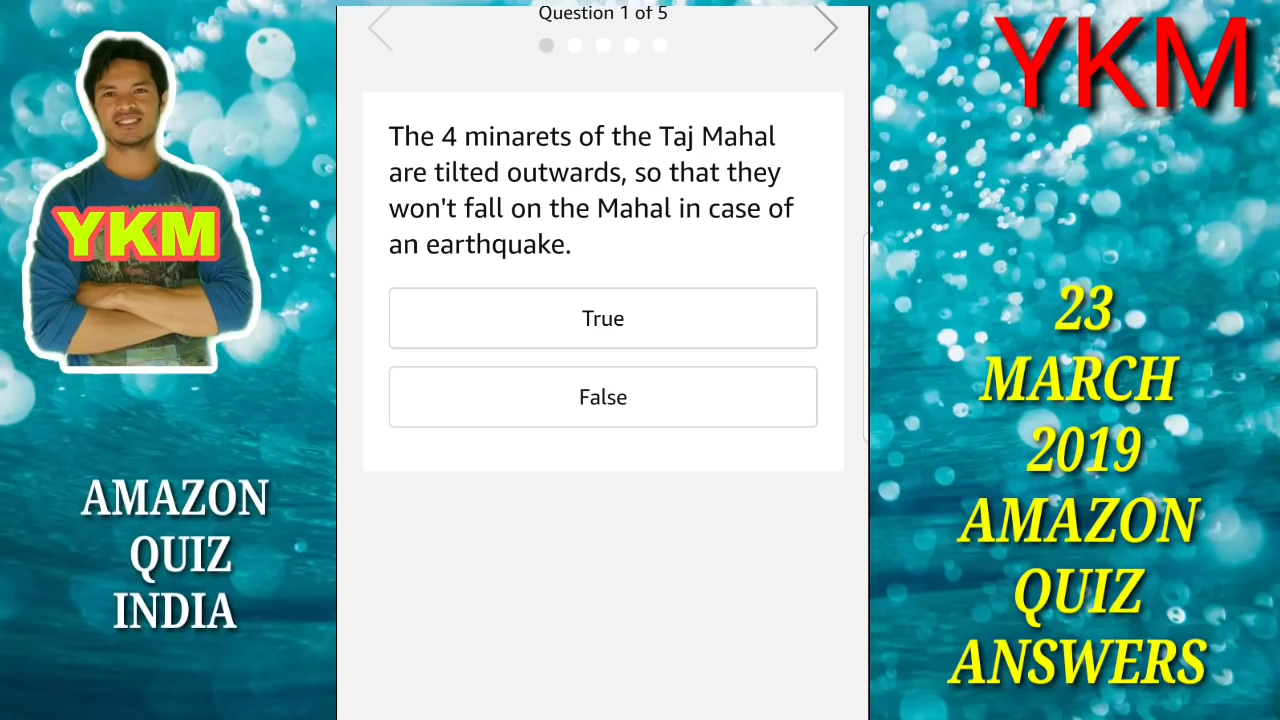 YKM
AMAZON
QUIZ
INDIA
Question 1 of 5
The 4 minarets of the Taj Mahal
are tilted outwards, so that they
won't fall on the Mahal in case of
an earthquake.
True
False
YKM
23
MARCH
2019
AMAZON
QUIZ
ANSWERS